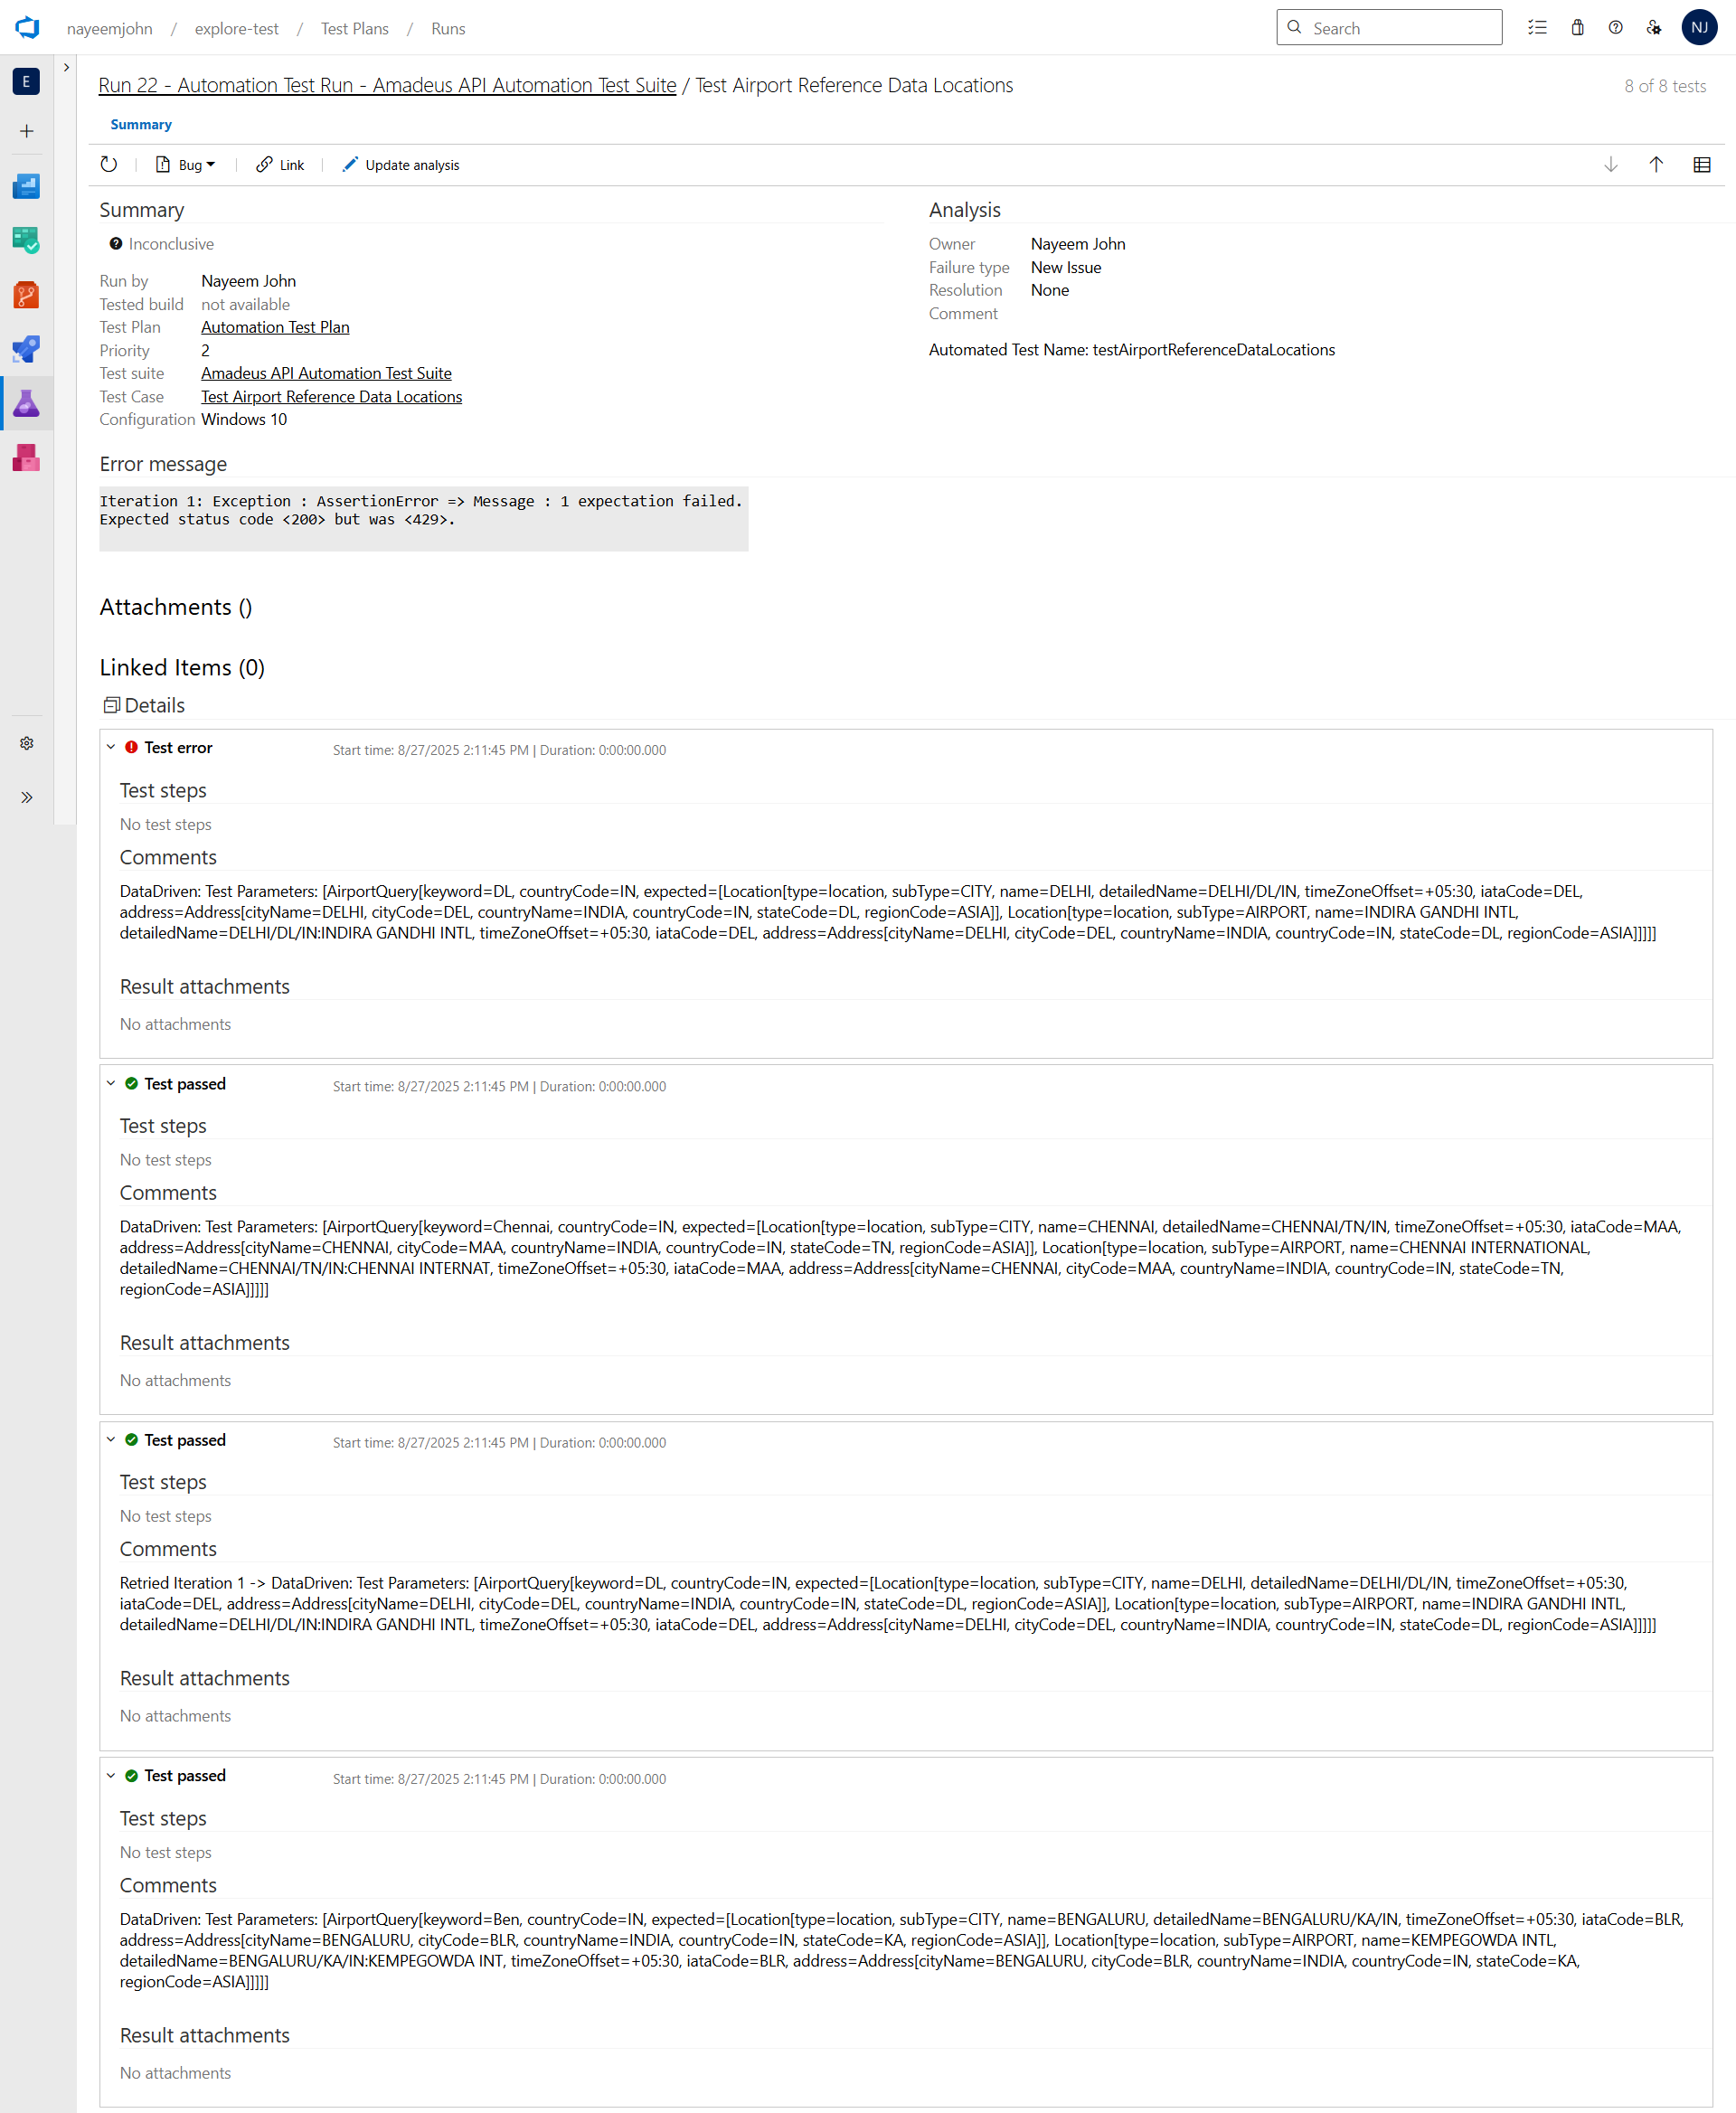 nayeemjohn / explore-test / Test Plans / Runs
Search
NJ
E
Run 22 - Automation Test Run - Amadeus API Automation Test Suite / Test Airport Reference Data Locations
8 of 8 tests
Summary
Bug
Link
Update analysis
Summary
Inconclusive
Run by Nayeem John
Tested build not available
Test Plan Automation Test Plan
Priority 2
Test suite Amadeus API Automation Test Suite
Test Case Test Airport Reference Data Locations
Configuration Windows 10
Analysis
Owner Nayeem John
Failure type New Issue
Resolution None
Comment
Automated Test Name: testAirportReferenceDataLocations
Error message
Iteration 1: Exception : AssertionError => Message : 1 expectation failed.
Expected status code <200> but was <429>.
Attachments ()
Linked Items (0)
Details
Test error Start time: 8/27/2025 2:11:45 PM | Duration: 0:00:00.000
Test steps
No test steps
Comments
DataDriven: Test Parameters: [AirportQuery[keyword=DL, countryCode=IN, expected=[Location[type=location, subType=CITY, name=DELHI, detailedName=DELHI/DL/IN, timeZoneOffset=+05:30, iataCode=DEL,
address=Address[cityName=DELHI, cityCode=DEL, countryName=INDIA, countryCode=IN, stateCode=DL, regionCode=ASIA]], Location[type=location, subType=AIRPORT, name=INDIRA GANDHI INTL,
detailedName=DELHI/DL/IN:INDIRA GANDHI INTL, timeZoneOffset=+05:30, iataCode=DEL, address=Address[cityName=DELHI, cityCode=DEL, countryName=INDIA, countryCode=IN, stateCode=DL, regionCode=ASIA]]]]]
Result attachments
No attachments
Test passed Start time: 8/27/2025 2:11:45 PM | Duration: 0:00:00.000
Test steps
No test steps
Comments
DataDriven: Test Parameters: [AirportQuery[keyword=Chennai, countryCode=IN, expected=[Location[type=location, subType=CITY, name=CHENNAI, detailedName=CHENNAI/TN/IN, timeZoneOffset=+05:30, iataCode=MAA,
address=Address[cityName=CHENNAI, cityCode=MAA, countryName=INDIA, countryCode=IN, stateCode=TN, regionCode=ASIA]], Location[type=location, subType=AIRPORT, name=CHENNAI INTERNATIONAL,
detailedName=CHENNAI/TN/IN:CHENNAI INTERNAT, timeZoneOffset=+05:30, iataCode=MAA, address=Address[cityName=CHENNAI, cityCode=MAA, countryName=INDIA, countryCode=IN, stateCode=TN,
regionCode=ASIA]]]]]
Result attachments
No attachments
Test passed Start time: 8/27/2025 2:11:45 PM | Duration: 0:00:00.000
Test steps
No test steps
Comments
Retried Iteration 1 -> DataDriven: Test Parameters: [AirportQuery[keyword=DL, countryCode=IN, expected=[Location[type=location, subType=CITY, name=DELHI, detailedName=DELHI/DL/IN, timeZoneOffset=+05:30,
iataCode=DEL, address=Address[cityName=DELHI, cityCode=DEL, countryName=INDIA, countryCode=IN, stateCode=DL, regionCode=ASIA]], Location[type=location, subType=AIRPORT, name=INDIRA GANDHI INTL,
detailedName=DELHI/DL/IN:INDIRA GANDHI INTL, timeZoneOffset=+05:30, iataCode=DEL, address=Address[cityName=DELHI, cityCode=DEL, countryName=INDIA, countryCode=IN, stateCode=DL, regionCode=ASIA]]]]]
Result attachments
No attachments
Test passed Start time: 8/27/2025 2:11:45 PM | Duration: 0:00:00.000
Test steps
No test steps
Comments
DataDriven: Test Parameters: [AirportQuery[keyword=Ben, countryCode=IN, expected=[Location[type=location, subType=CITY, name=BENGALURU, detailedName=BENGALURU/KA/IN, timeZoneOffset=+05:30, iataCode=BLR,
address=Address[cityName=BENGALURU, cityCode=BLR, countryName=INDIA, countryCode=IN, stateCode=KA, regionCode=ASIA]], Location[type=location, subType=AIRPORT, name=KEMPEGOWDA INTL,
detailedName=BENGALURU/KA/IN:KEMPEGOWDA INT, timeZoneOffset=+05:30, iataCode=BLR, address=Address[cityName=BENGALURU, cityCode=BLR, countryName=INDIA, countryCode=IN, stateCode=KA,
regionCode=ASIA]]]]]
Result attachments
No attachments